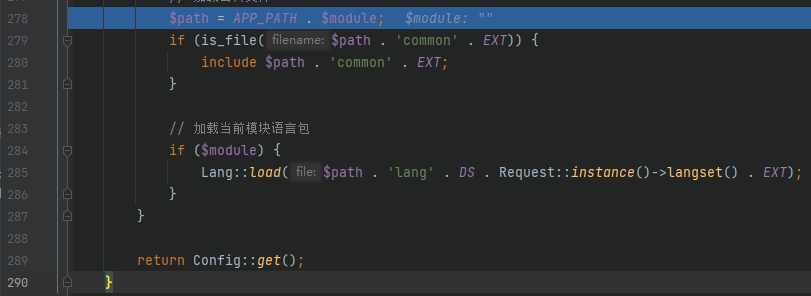 278 $path = APP_PATH . $module; $module: ""
279 if (is_file( filename: $path . 'common' . EXT)) {
280 include $path . 'common' . EXT;
281 }
282
283 // 加载当前模块语言包
284 if ($module) {
285 Lang::load( file: $path . 'lang' . DS . Request::instance()->langset() . EXT);
286 }
287 }
288
289 return Config::get();
290 }